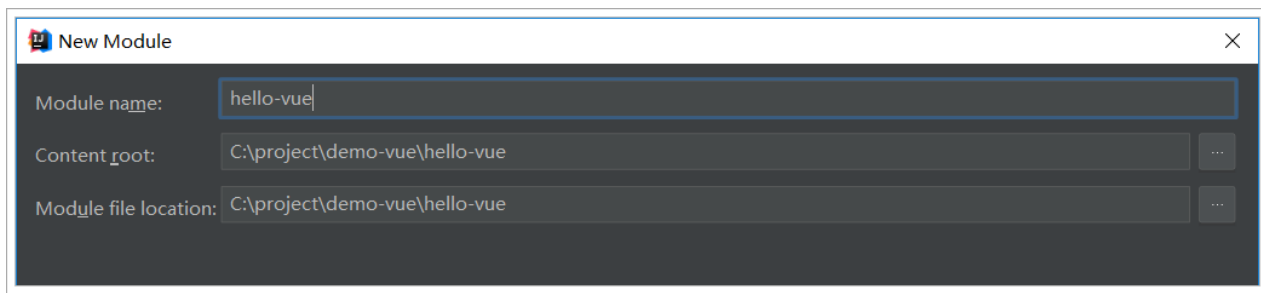 New Module
Module name: hello-vue
Content root: C:\project\demo-vue\hello-vue ...
Module file location: C:\project\demo-vue\hello-vue ...